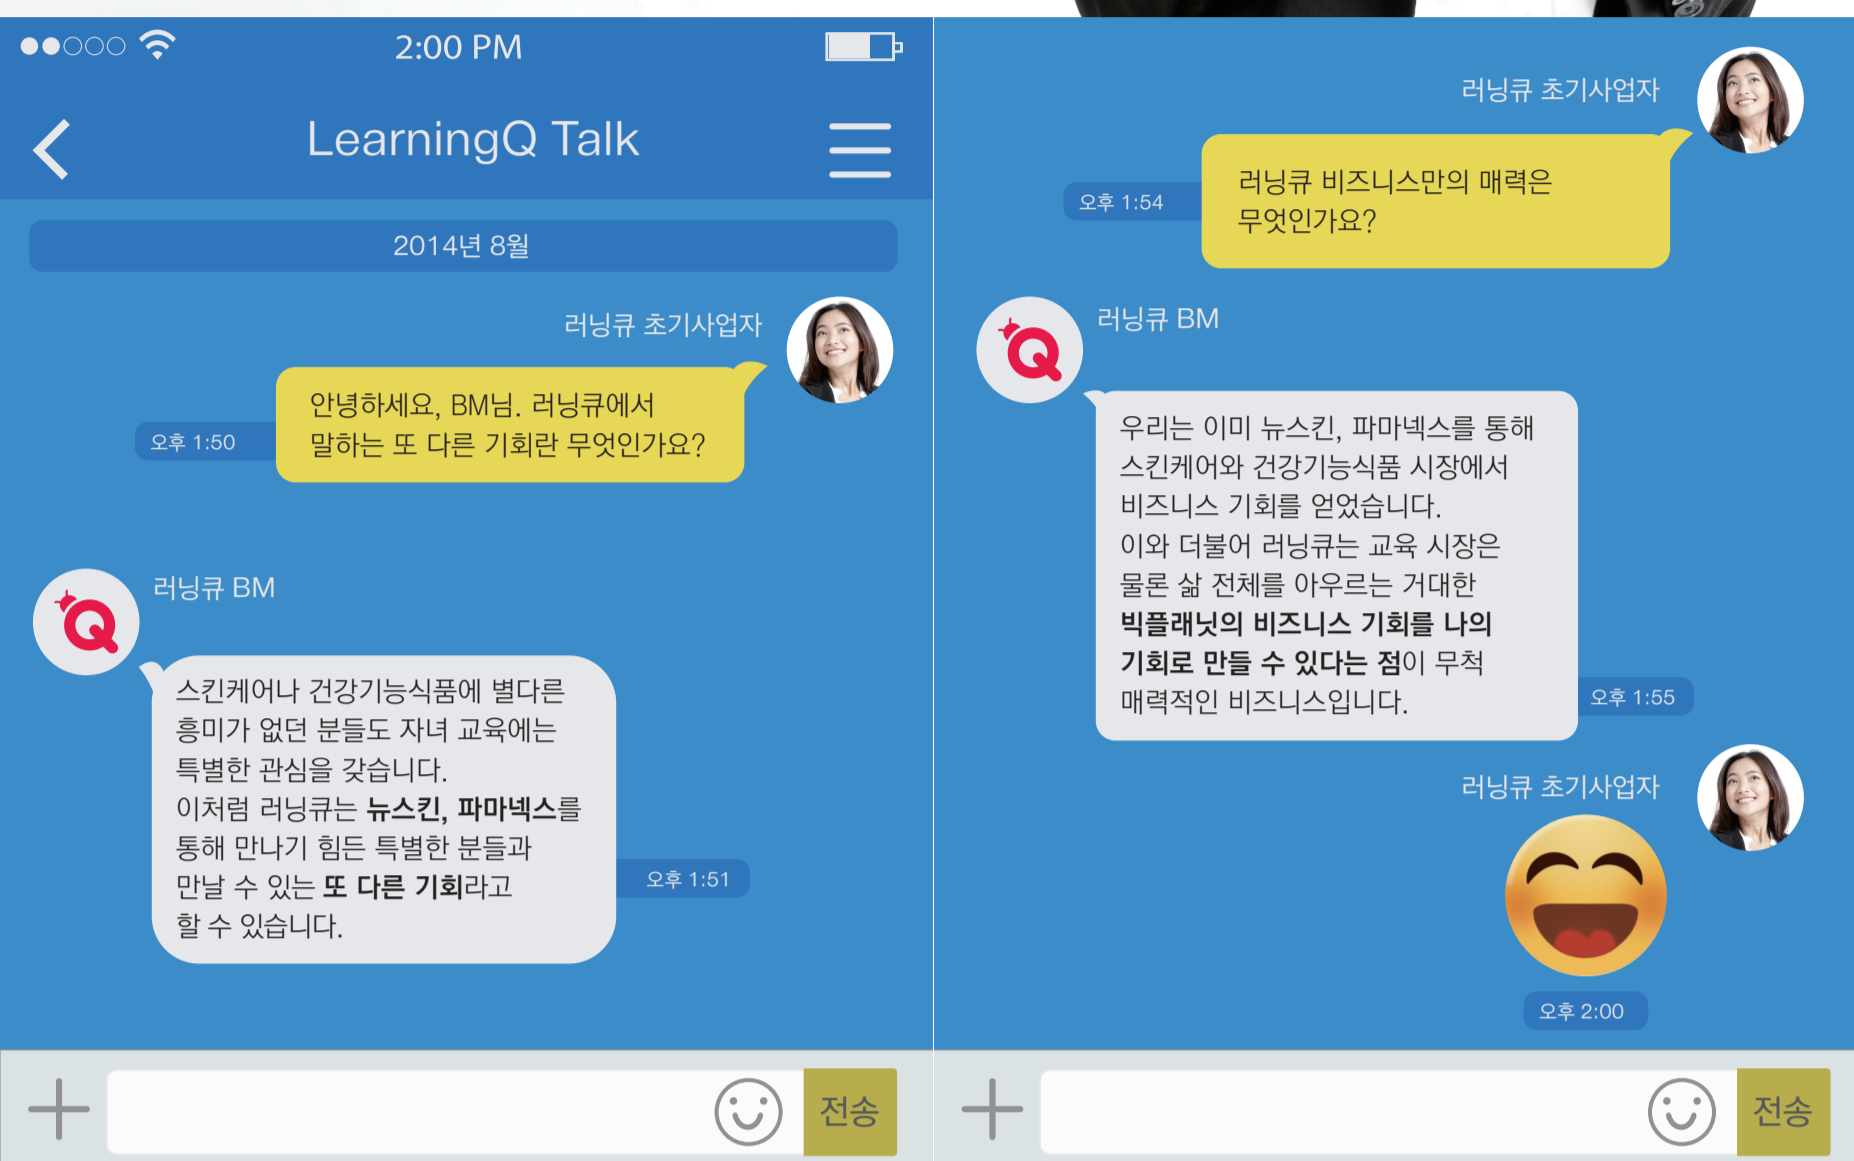 2:00 PM
LearningQ Talk
2014년 8월
러닝큐 초기사업자
안녕하세요, BM님. 러닝큐에서
말하는 또 다른 기회란 무엇인가요?
오후 1:50
러닝큐 BM
스킨케어나 건강기능식품에 별다른
흥미가 없던 분들도 자녀 교육에는
특별한 관심을 갖습니다.
이처럼 러닝큐는 뉴스킨, 파마넥스를
통해 만나기 힘든 특별한 분들과
만날 수 있는 또 다른 기회라고
할 수 있습니다.
오후 1:51
전송
러닝큐 초기사업자
러닝큐 비즈니스만의 매력은
무엇인가요?
오후 1:54
러닝큐 BM
우리는 이미 뉴스킨, 파마넥스를 통해
스킨케어와 건강기능식품 시장에서
비즈니스 기회를 얻었습니다.
이와 더불어 러닝큐는 교육 시장은
물론 삶 전체를 아우르는 거대한
빅플래닛의 비즈니스 기회를 나의
기회로 만들 수 있다는 점이 무척
매력적인 비즈니스입니다.
오후 1:55
러닝큐 초기사업자
오후 2:00
전송